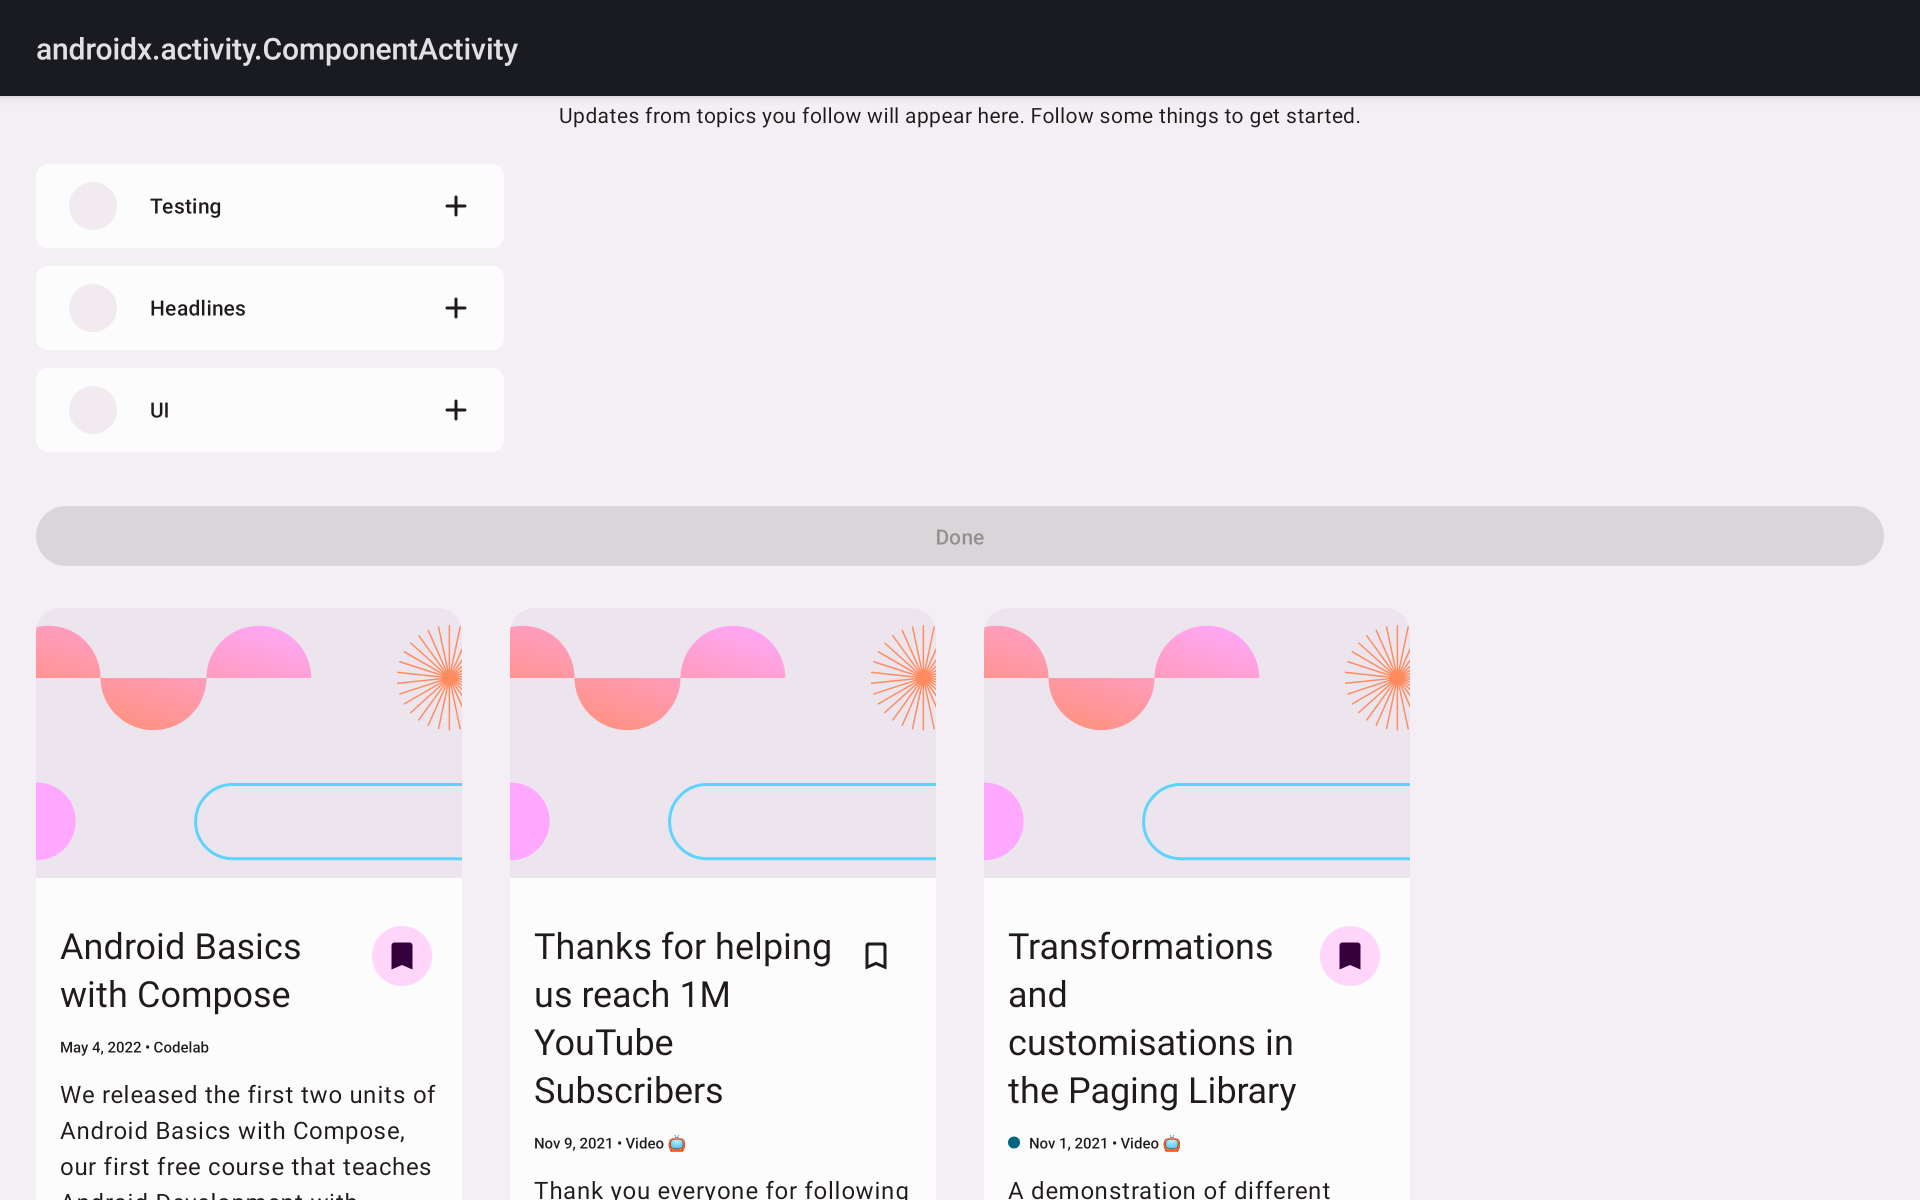 androidx.activity.ComponentActivity
Updates from topics you follow will appear here. Follow some things to get started.
Testing
Headlines
UI
Done
Android Basics
with Compose
May 4, 2022 • Codelab
We released the first two units of
Android Basics with Compose,
our first free course that teaches
Android Development with
Thanks for helping
us reach 1M
YouTube
Subscribers
Nov 9, 2021 • Video 📺
Thank you everyone for following
Transformations
and
customisations in
the Paging Library
Nov 1, 2021 • Video 📺
A demonstration of different